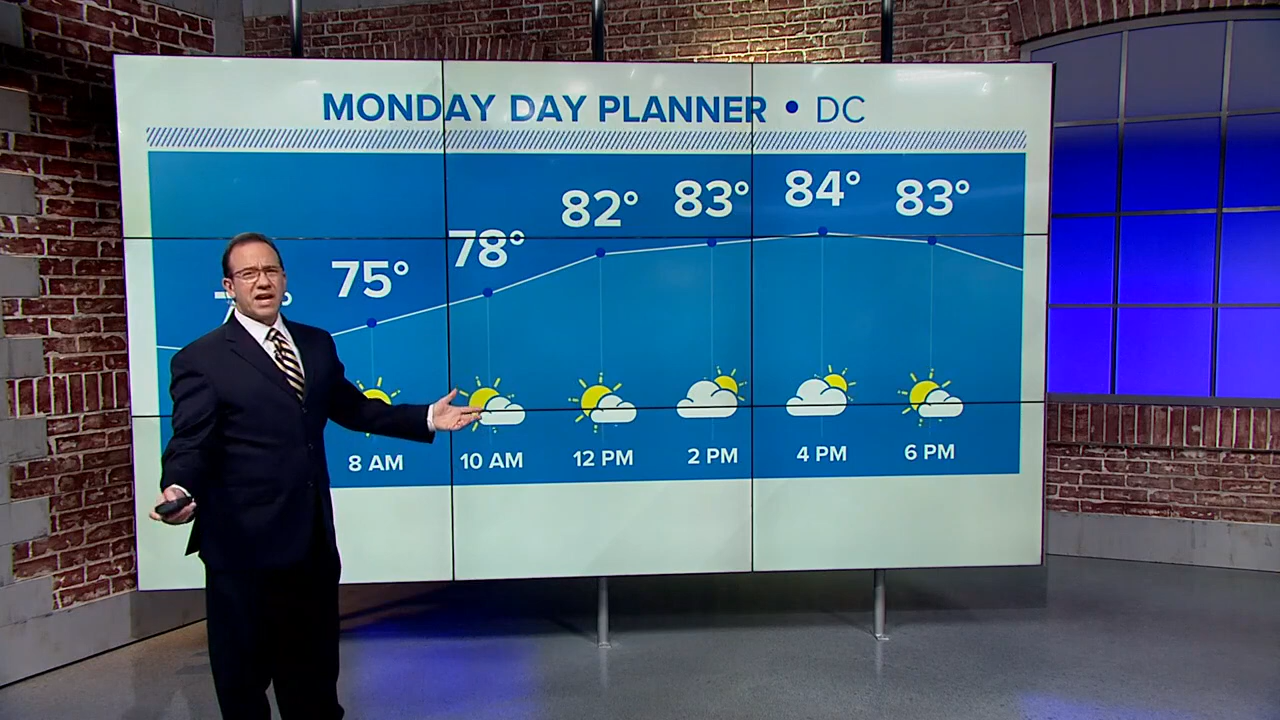 MONDAY DAY PLANNER • DC
75° 78° 82° 83° 84° 83°
8 AM 10 AM 12 PM 2 PM 4 PM 6 PM